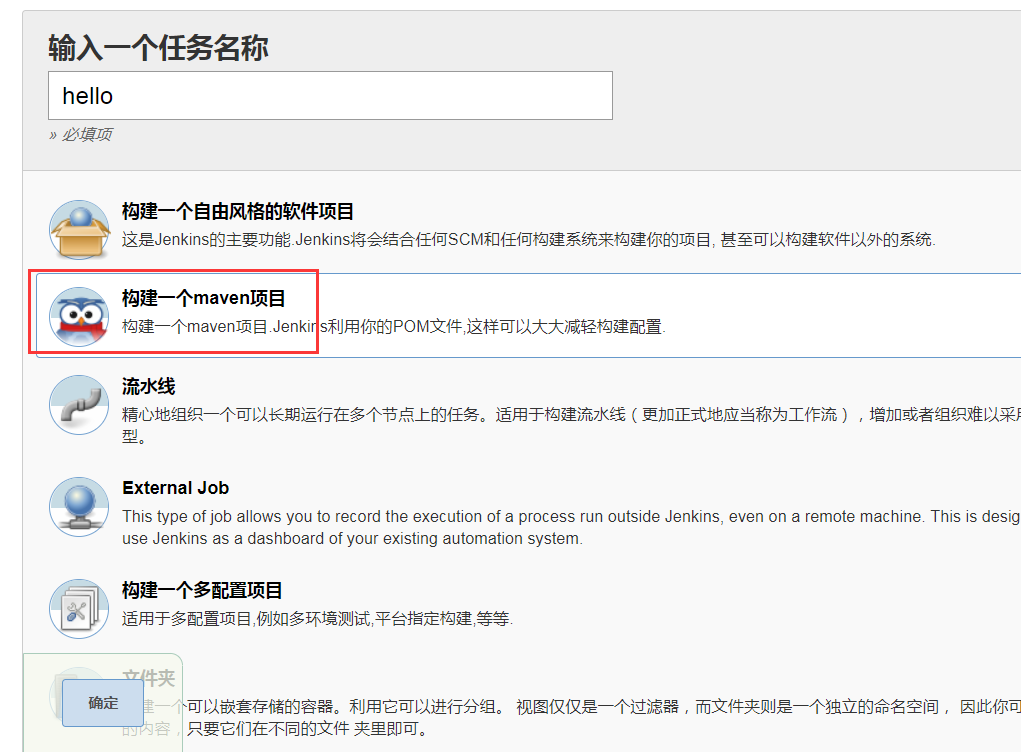 输入一个任务名称
hello
» 必填项
构建一个自由风格的软件项目
这是Jenkins的主要功能.Jenkins将会结合任何SCM和任何构建系统来构建你的项目, 甚至可以构建软件以外的系统.
构建一个maven项目
构建一个maven项目.Jenkins利用你的POM文件,这样可以大大减轻构建配置.
流水线
精心地组织一个可以长期运行在多个节点上的任务。适用于构建流水线（更加正式地应当称为工作流），增加或者组织难以采用
型。
External Job
This type of job allows you to record the execution of a process run outside Jenkins, even on a remote machine. This is desig
use Jenkins as a dashboard of your existing automation system.
构建一个多配置项目
适用于多配置项目,例如多环境测试,平台指定构建,等等.
文件夹
建一个可以嵌套存储的容器。利用它可以进行分组。 视图仅仅是一个过滤器，而文件夹则是一个独立的命名空间， 因此你可
的内容，只要它们在不同的文件 夹里即可。
确定